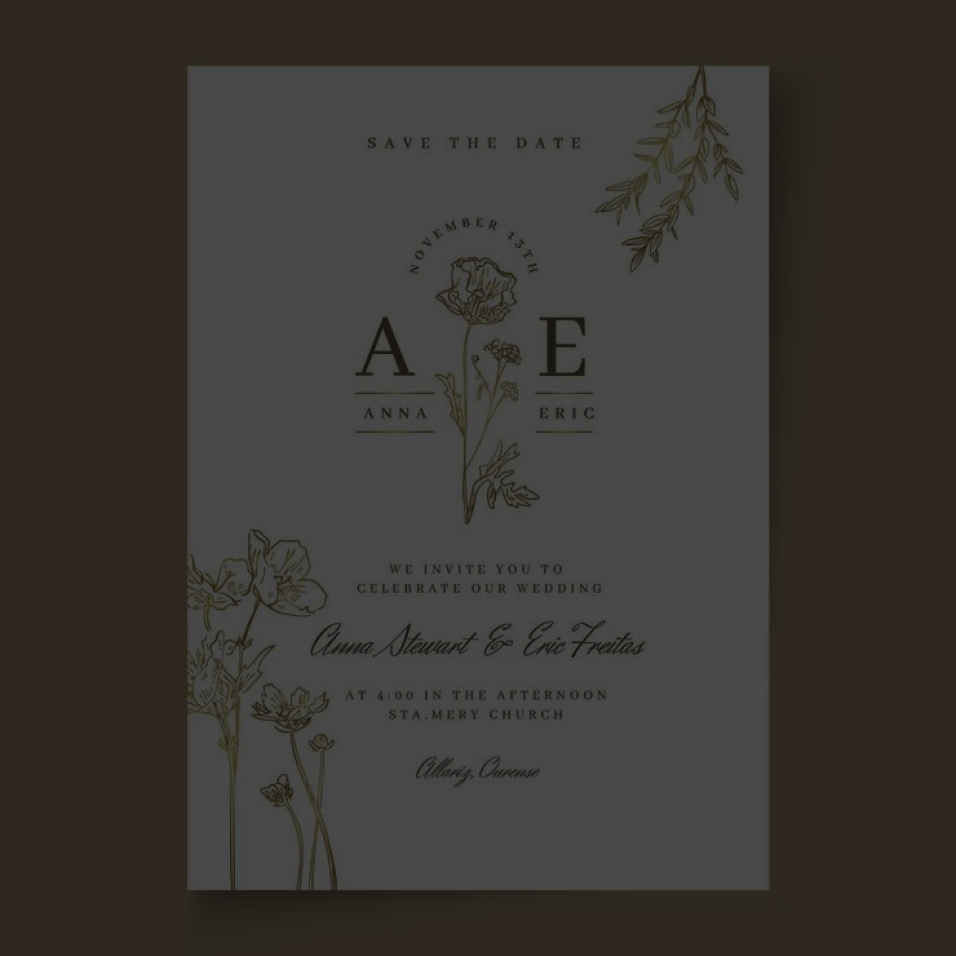 SAVE THE DATE
NOVEMBER 13TH
A E
ANNA ERIC
WE INVITE YOU TO
CELEBRATE OUR WEDDING
Anna Stewart & Eric Freitas
AT 4:00 IN THE AFTERNOON
STA.MERY CHURCH
Allariz, Ourense